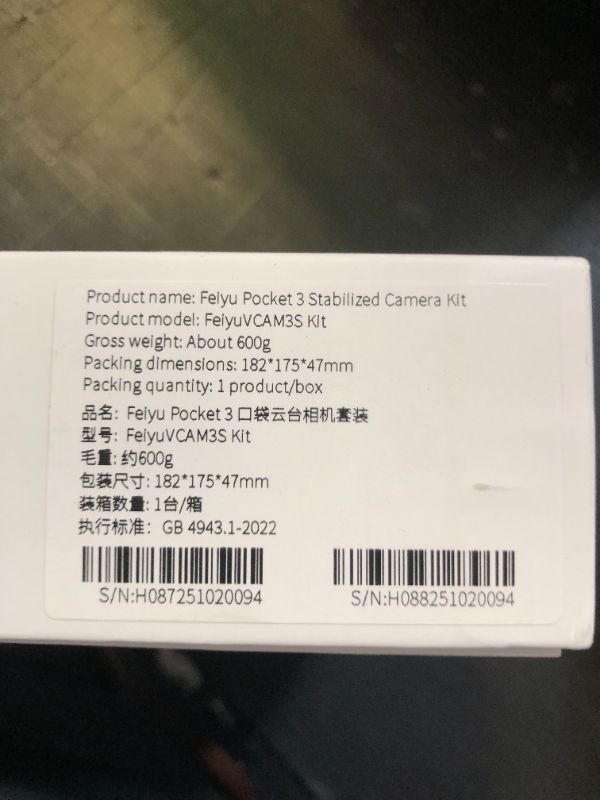 Product name: Feiyu Pocket 3 Stabilized Camera Kit
Product model: FeiyuVCAM3S Kit
Gross weight: About 600g
Packing dimensions: 182*175*47mm
Packing quantity: 1 product/box
品名: Feiyu Pocket 3 口袋云台相机套装
型号: FeiyuVCAM3S Kit
毛重: 约600g
包装尺寸: 182*175*47mm
装箱数量: 1台/箱
执行标准: GB 4943.1-2022
S/N:H087251020094 S/N:H088251020094